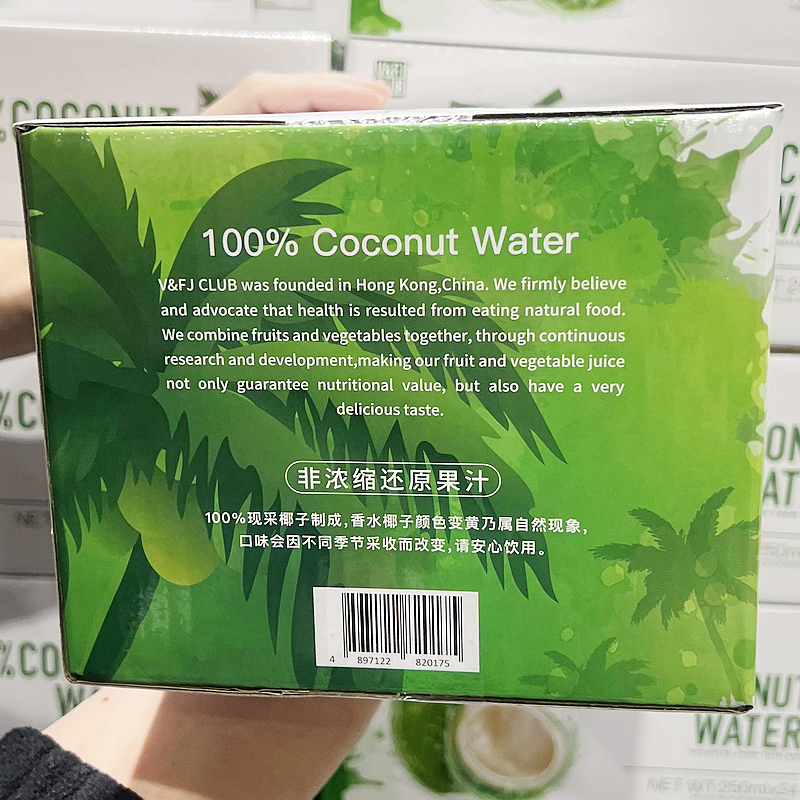 COCONUT
100% Coconut Water
V&FJ CLUB was founded in Hong Kong,China. We firmly believe
and advocate that health is resulted from eating natural food.
We combine fruits and vegetables together, through continuous
research and development,making our fruit and vegetable juice
not only guarantee nutritional value, but also have a very
delicious taste.
非浓缩还原果汁
100%现采椰子制成,香水椰子颜色变黄乃属自然现象,
口味会因不同季节采收而改变,请安心饮用。
4 897122 820175
WATER